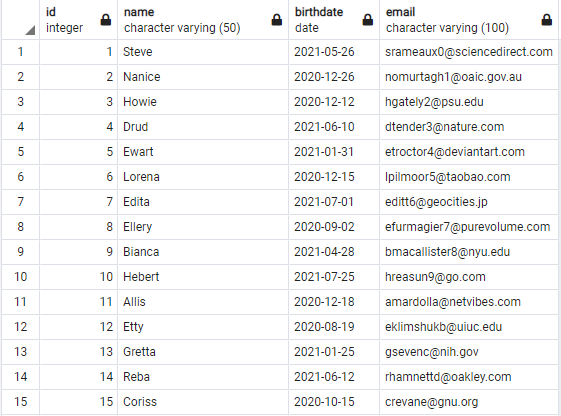 id name birthdate email
integer character varying (50) date character varying (100)
1 1 Steve 2021-05-26 srameaux0@sciencedirect.com
2 2 Nanice 2020-12-26 nomurtagh1@oaic.gov.au
3 3 Howie 2020-12-12 hgately2@psu.edu
4 4 Drud 2021-06-10 dtender3@nature.com
5 5 Ewart 2021-01-31 etroctor4@deviantart.com
6 6 Lorena 2020-12-15 lpilmoor5@taobao.com
7 7 Edita 2021-07-01 editt6@geocities.jp
8 8 Ellery 2020-09-02 efurmagier7@purevolume.com
9 9 Bianca 2021-04-28 bmacallister8@nyu.edu
10 10 Hebert 2021-07-25 hreasun9@go.com
11 11 Allis 2020-12-18 amardolla@netvibes.com
12 12 Etty 2020-08-19 eklimshukb@uiuc.edu
13 13 Gretta 2021-01-25 gsevenc@nih.gov
14 14 Reba 2021-06-12 rhamnettd@oakley.com
15 15 Coriss 2020-10-15 crevane@gnu.org